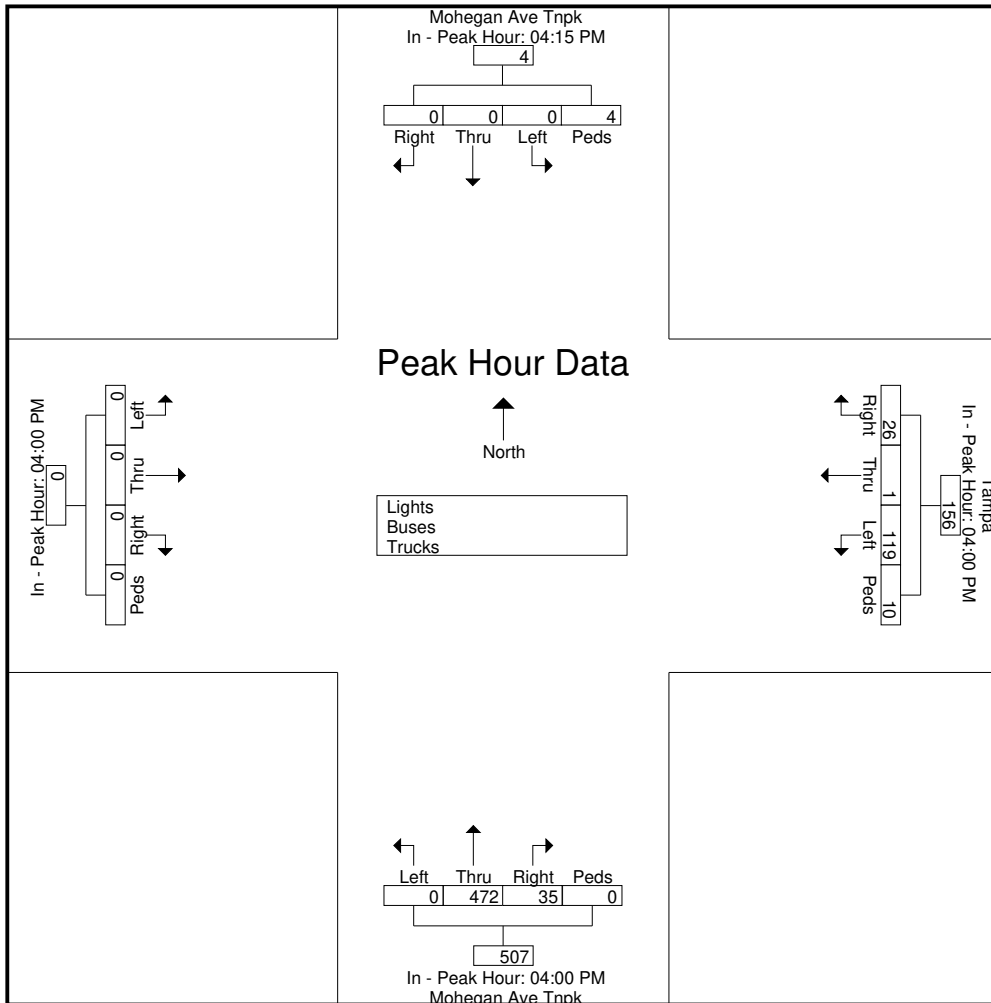 Mohegan Ave Tnpk
In - Peak Hour: 04:15 PM
4
0 0 0 4
Right Thru Left Peds
Peak Hour Data
North
Lights
Buses
Trucks
In - Peak Hour: 04:00 PM
0
0 0 0 0
Left Thru Right Peds
Tampa
In - Peak Hour: 04:00 PM
156
26 1 119 10
Right Thru Left Peds
Left Thru Right Peds
0 472 35 0
507
In - Peak Hour: 04:00 PM
Mohegan Ave Tnpk